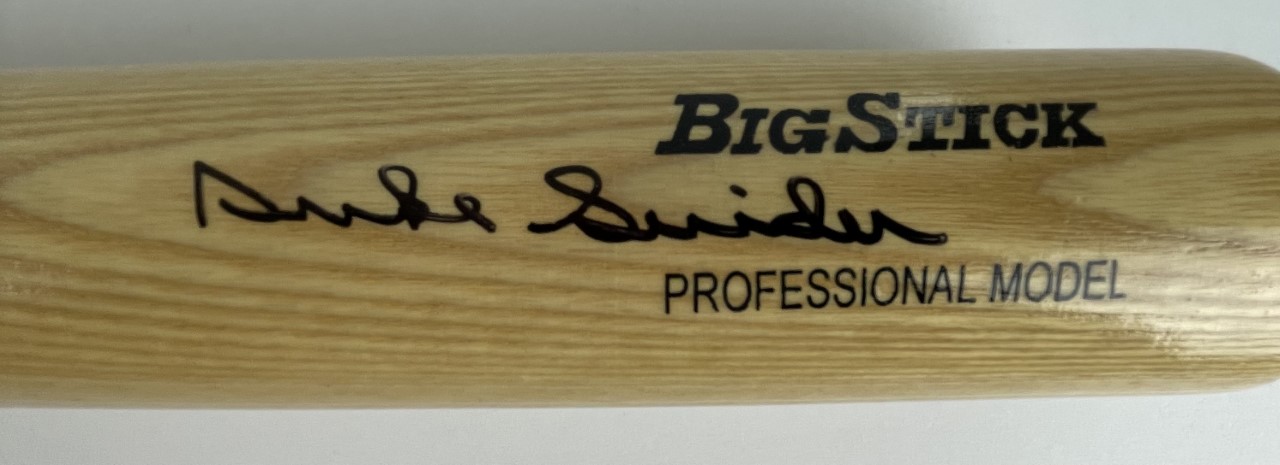 BIGSTICK
Duke Snider
PROFESSIONAL MODEL